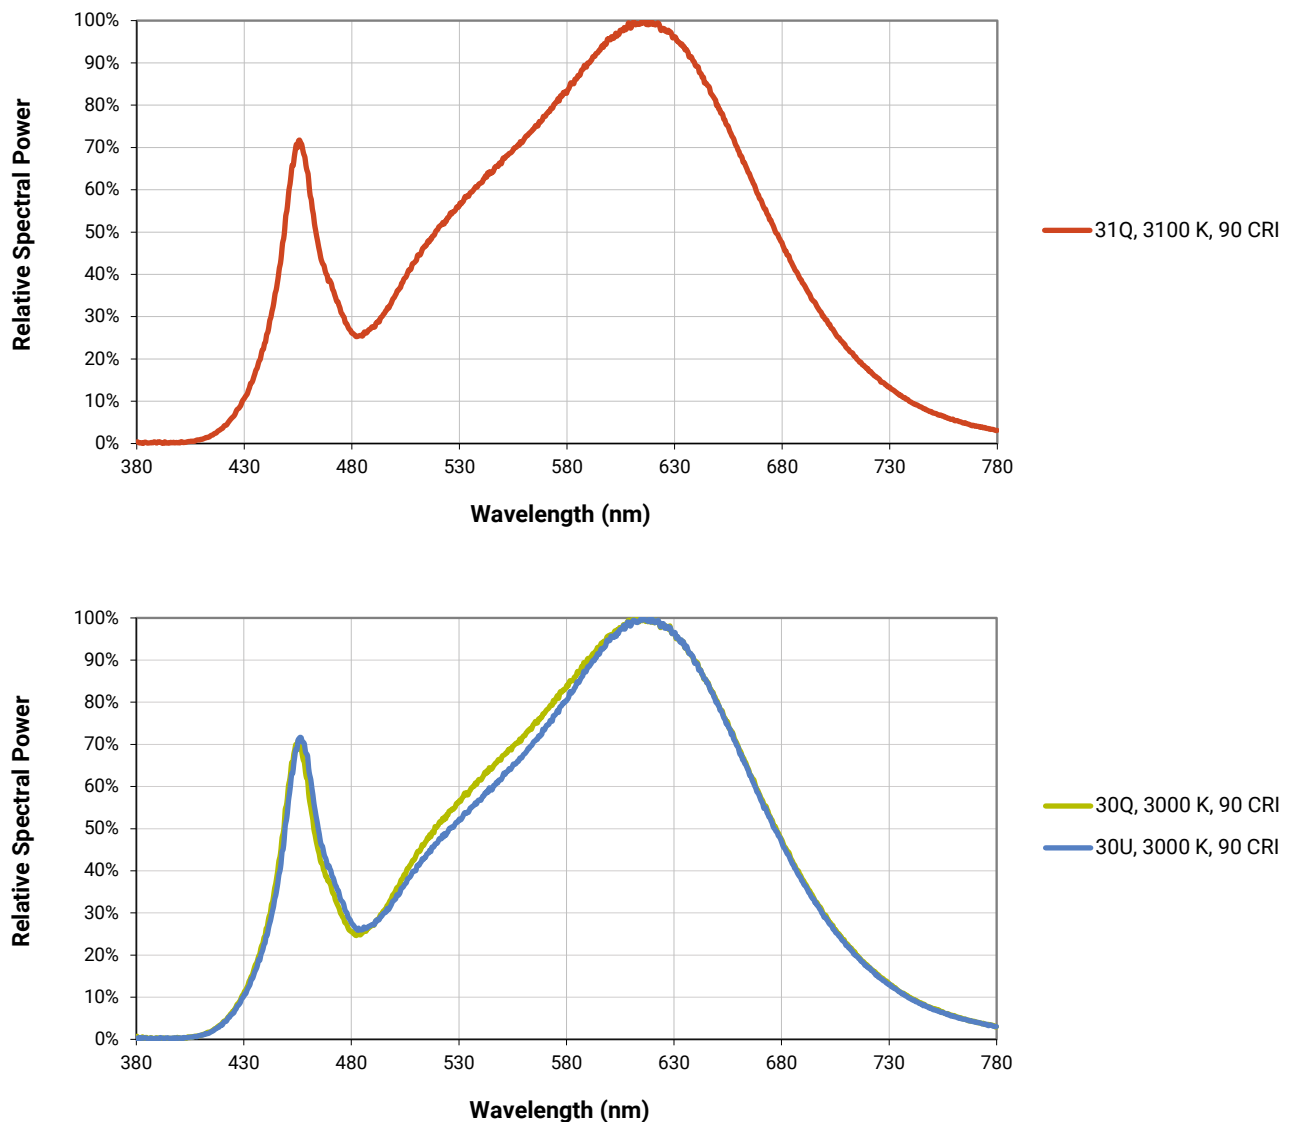 Relative Spectral Power
100%
90%
80%
70%
60%
50%
40%
30%
20%
10%
0%
380 430 480 530 580 630 680 730 780
Wavelength (nm)
31Q, 3100 K, 90 CRI
Relative Spectral Power
100%
90%
80%
70%
60%
50%
40%
30%
20%
10%
0%
380 430 480 530 580 630 680 730 780
Wavelength (nm)
30Q, 3000 K, 90 CRI
30U, 3000 K, 90 CRI